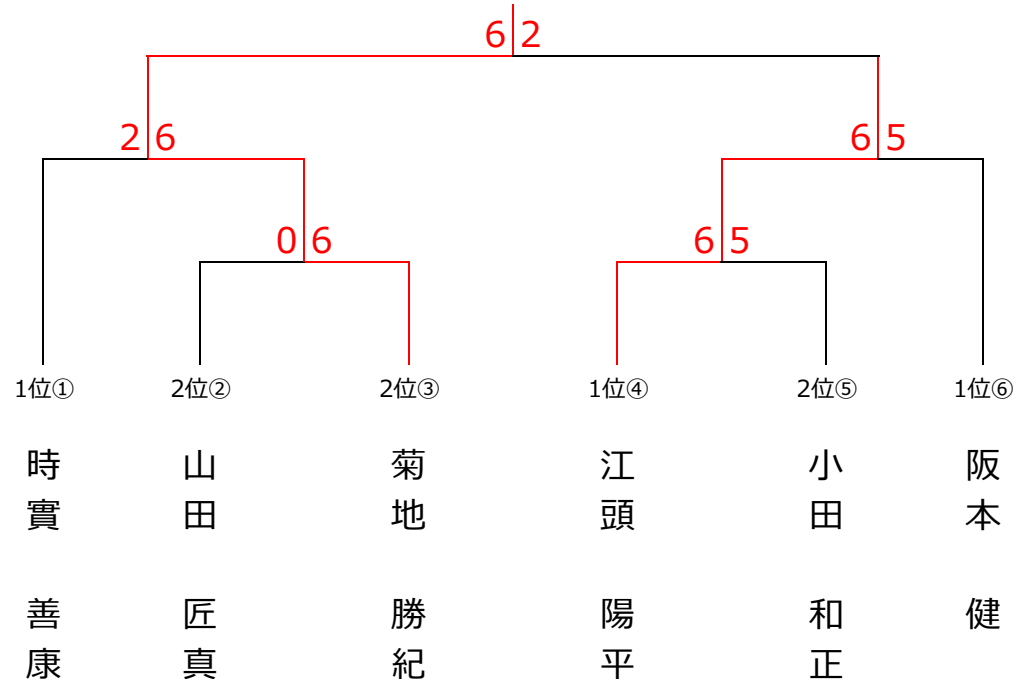 6 2
2 6
6 5
0 6
6 5
1位①
2位②
2位③
1位④
2位⑤
1位⑥
時實 善康
山田 匠真
菊地 勝紀
江頭 陽平
小田 和正
阪本 健